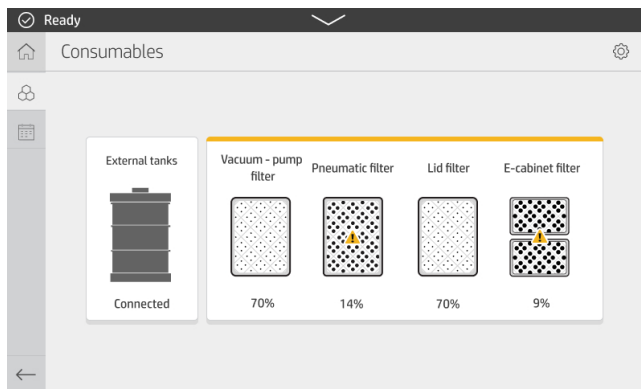 Ready
Consumables
External tanks
Connected
Vacuum - pump
filter
70%
Pneumatic filter
14%
Lid filter
70%
E-cabinet filter
9%